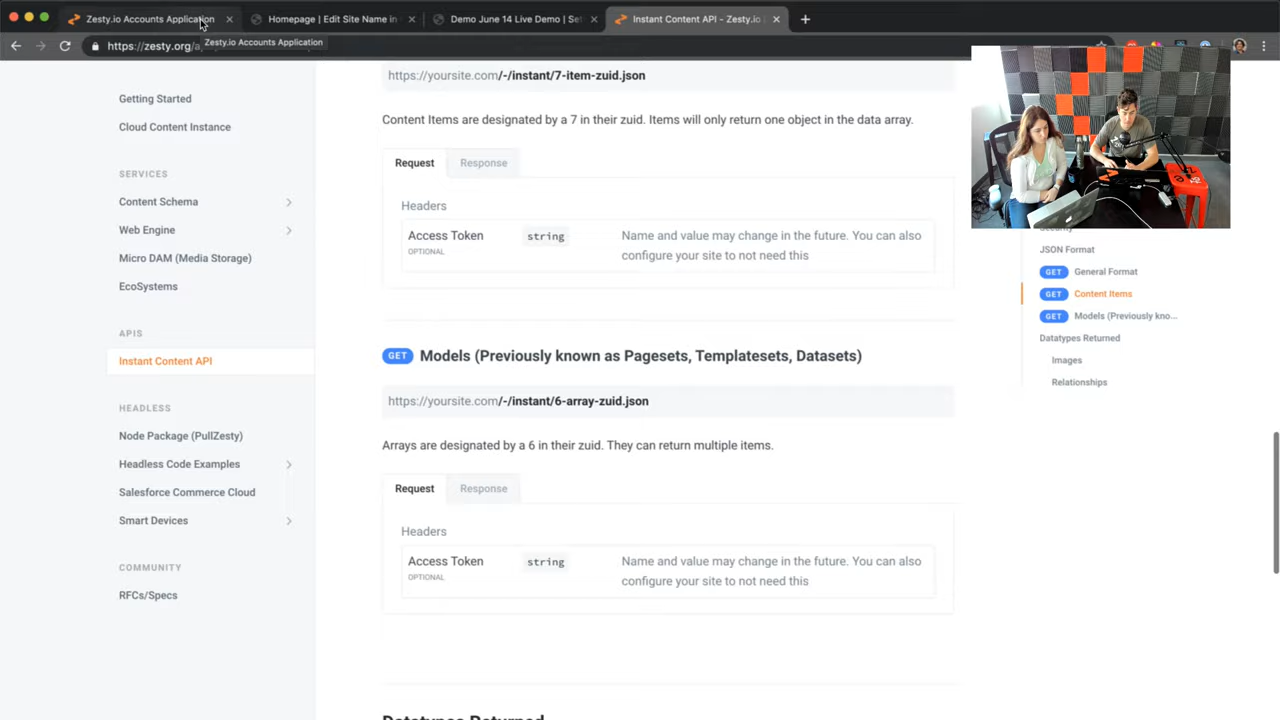 Zesty.io Accounts Application
Homepage | Edit Site Name in
Demo June 14 Live Demo | Se
Instant Content API - Zesty.io
https://zesty.org/a
Zesty.io Accounts Application
https://yoursite.com/-/instant/7-item-zuid.json
Getting Started
Cloud Content Instance
SERVICES
Content Schema
Web Engine
Micro DAM (Media Storage)
EcoSystems
APIS
Instant Content API
HEADLESS
Node Package (PullZesty)
Headless Code Examples
Salesforce Commerce Cloud
Smart Devices
COMMUNITY
RFCs/Specs
Content Items are designated by a 7 in their zuid. Items will only return one object in the data array.
Request Response
Headers
Access Token string Name and value may change in the future. You can also
OPTIONAL configure your site to not need this
GET Models (Previously known as Pagesets, Templatesets, Datasets)
https://yoursite.com/-/instant/6-array-zuid.json
Arrays are designated by a 6 in their zuid. They can return multiple items.
Request Response
Headers
Access Token string Name and value may change in the future. You can also
OPTIONAL configure your site to not need this
Datatypes Returned
Security
JSON Format
GET General Format
GET Content Items
GET Models (Previously kno...
Datatypes Returned
Images
Relationships